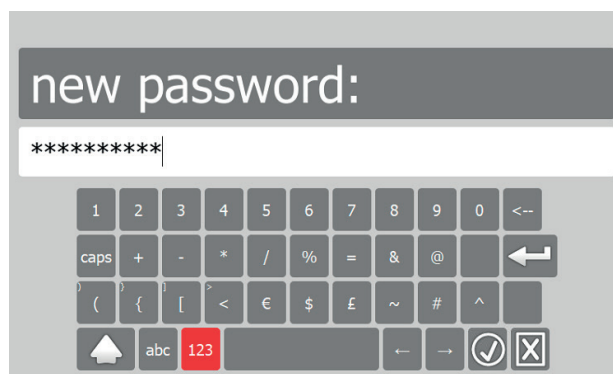 new password:
**********
1 2 3 4 5 6 7 8 9 0 <--
caps + - * / % = & @
) ( } { ] [ > < € $ £ ~ # ^
abc 123 ← →